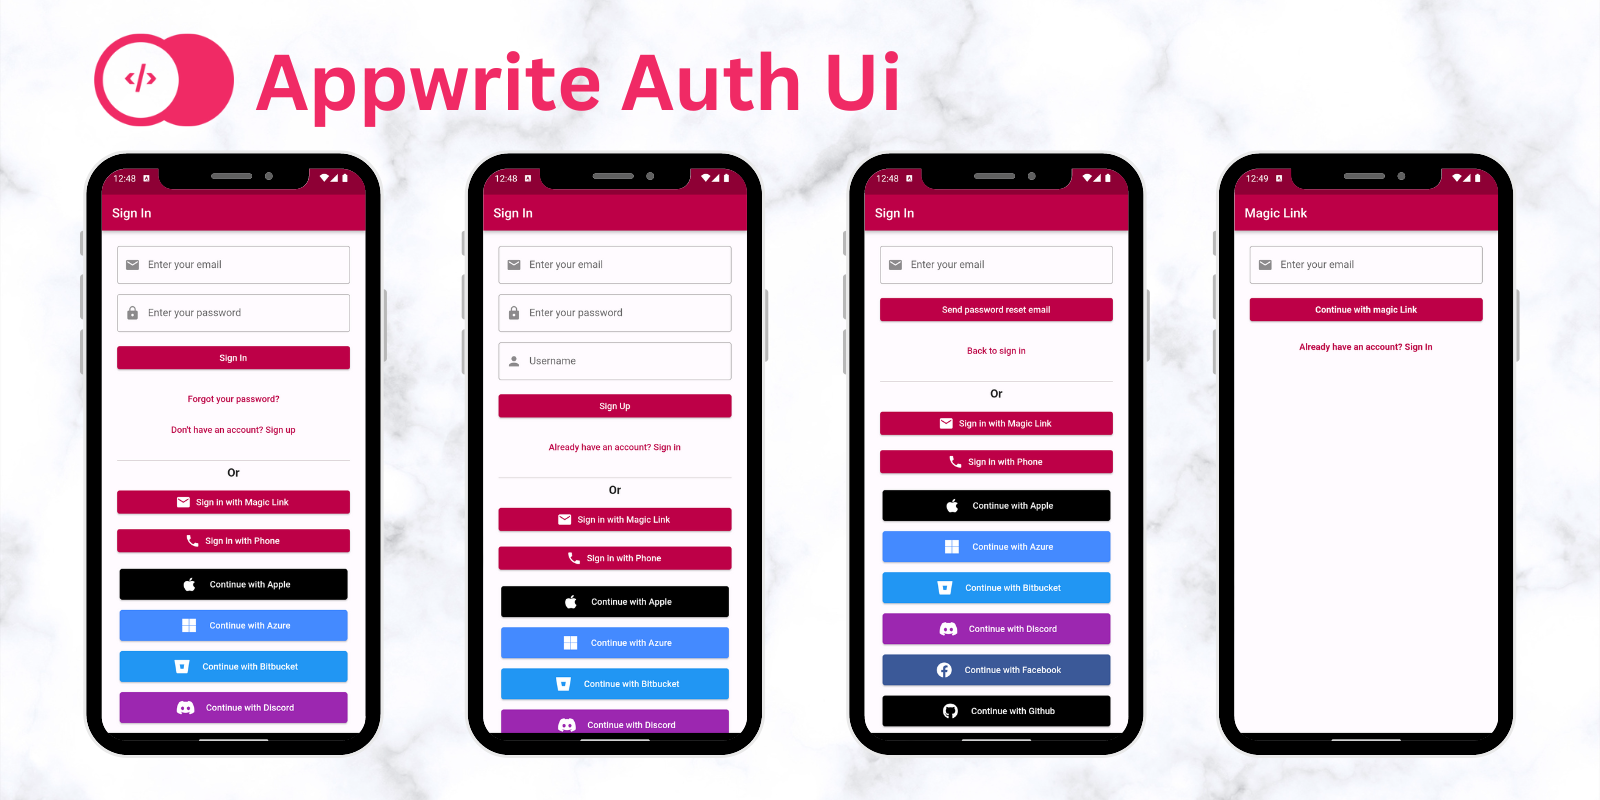 </>
Appwrite Auth Ui
12:48
Sign In
Enter your email
Enter your password
Sign In
Forgot your password?
Don't have an account? Sign up
Or
Sign in with Magic Link
Sign in with Phone
Continue with Apple
Continue with Azure
Continue with Bitbucket
Continue with Discord
12:48
Sign In
Enter your email
Enter your password
Username
Sign Up
Already have an account? Sign in
Or
Sign in with Magic Link
Sign in with Phone
Continue with Apple
Continue with Azure
Continue with Bitbucket
Continue with Discord
12:48
Sign In
Enter your email
Send password reset email
Back to sign in
Or
Sign in with Magic Link
Sign in with Phone
Continue with Apple
Continue with Azure
Continue with Bitbucket
Continue with Discord
Continue with Facebook
Continue with Github
12:49
Magic Link
Enter your email
Continue with magic Link
Already have an account? Sign In